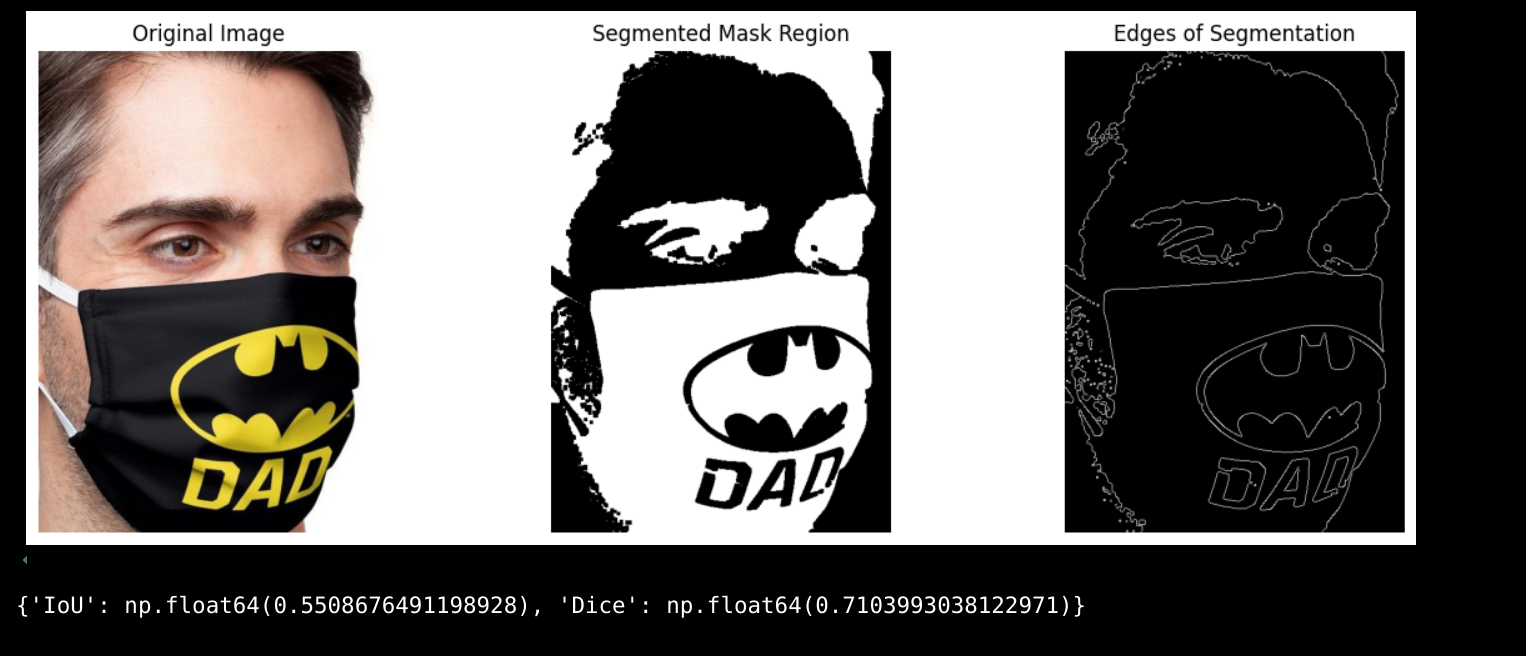 Original Image
Segmented Mask Region
Edges of Segmentation
DAD
DAD
DAD
{'IoU': np.float64(0.5508676491198928), 'Dice': np.float64(0.7103993038122971)}